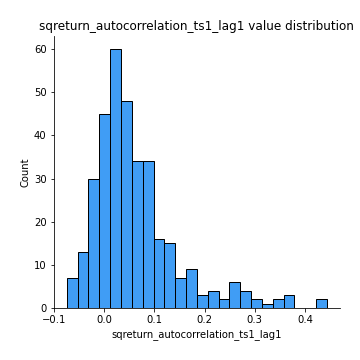 sqreturn_autocorrelation_ts1_lag1 value distribution
60
50
40
30
20
10
0
Count
−0.1 0.0 0.1 0.2 0.3 0.4
sqreturn_autocorrelation_ts1_lag1